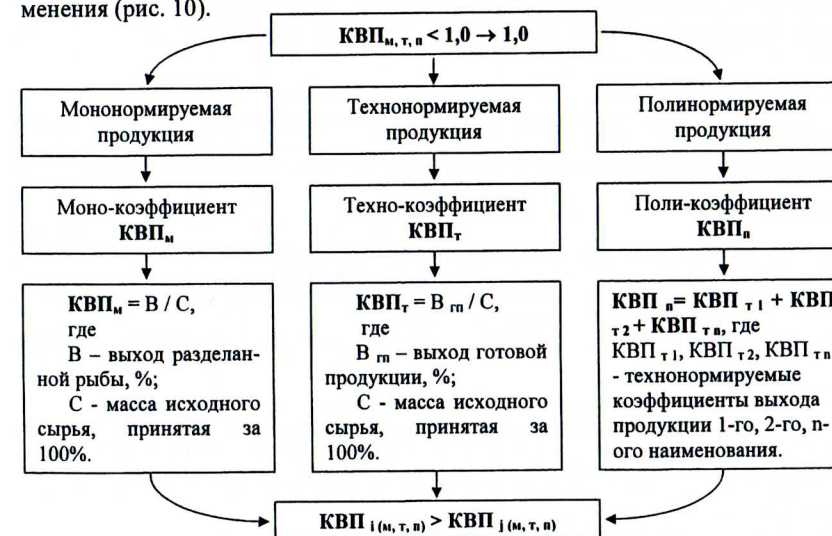 менения (рис. 10).
КВПм, т, п < 1,0 → 1,0
Мононормируемая
продукция
Технонормируемая
продукция
Полинормируемая
продукция
Моно-коэффициент
КВПм
Техно-коэффициент
КВПт
Поли-коэффициент
КВПп
КВПм = В / С,
где
В – выход разделан-
ной рыбы, %;
С - масса исходного
сырья, принятая за
100%.
КВПт = В гп / С,
где
В гп – выход готовой
продукции, %;
С - масса исходного
сырья, принятая за
100%.
КВП п= КВП т 1 + КВП
т 2 + КВП т n, где
КВП т 1, КВП т 2, КВП т n
- технонормируемые
коэффициенты выхода
продукции 1-го, 2-го, n-
ого наименования.
КВП i (м, т, п) > КВП j (м, т, п)